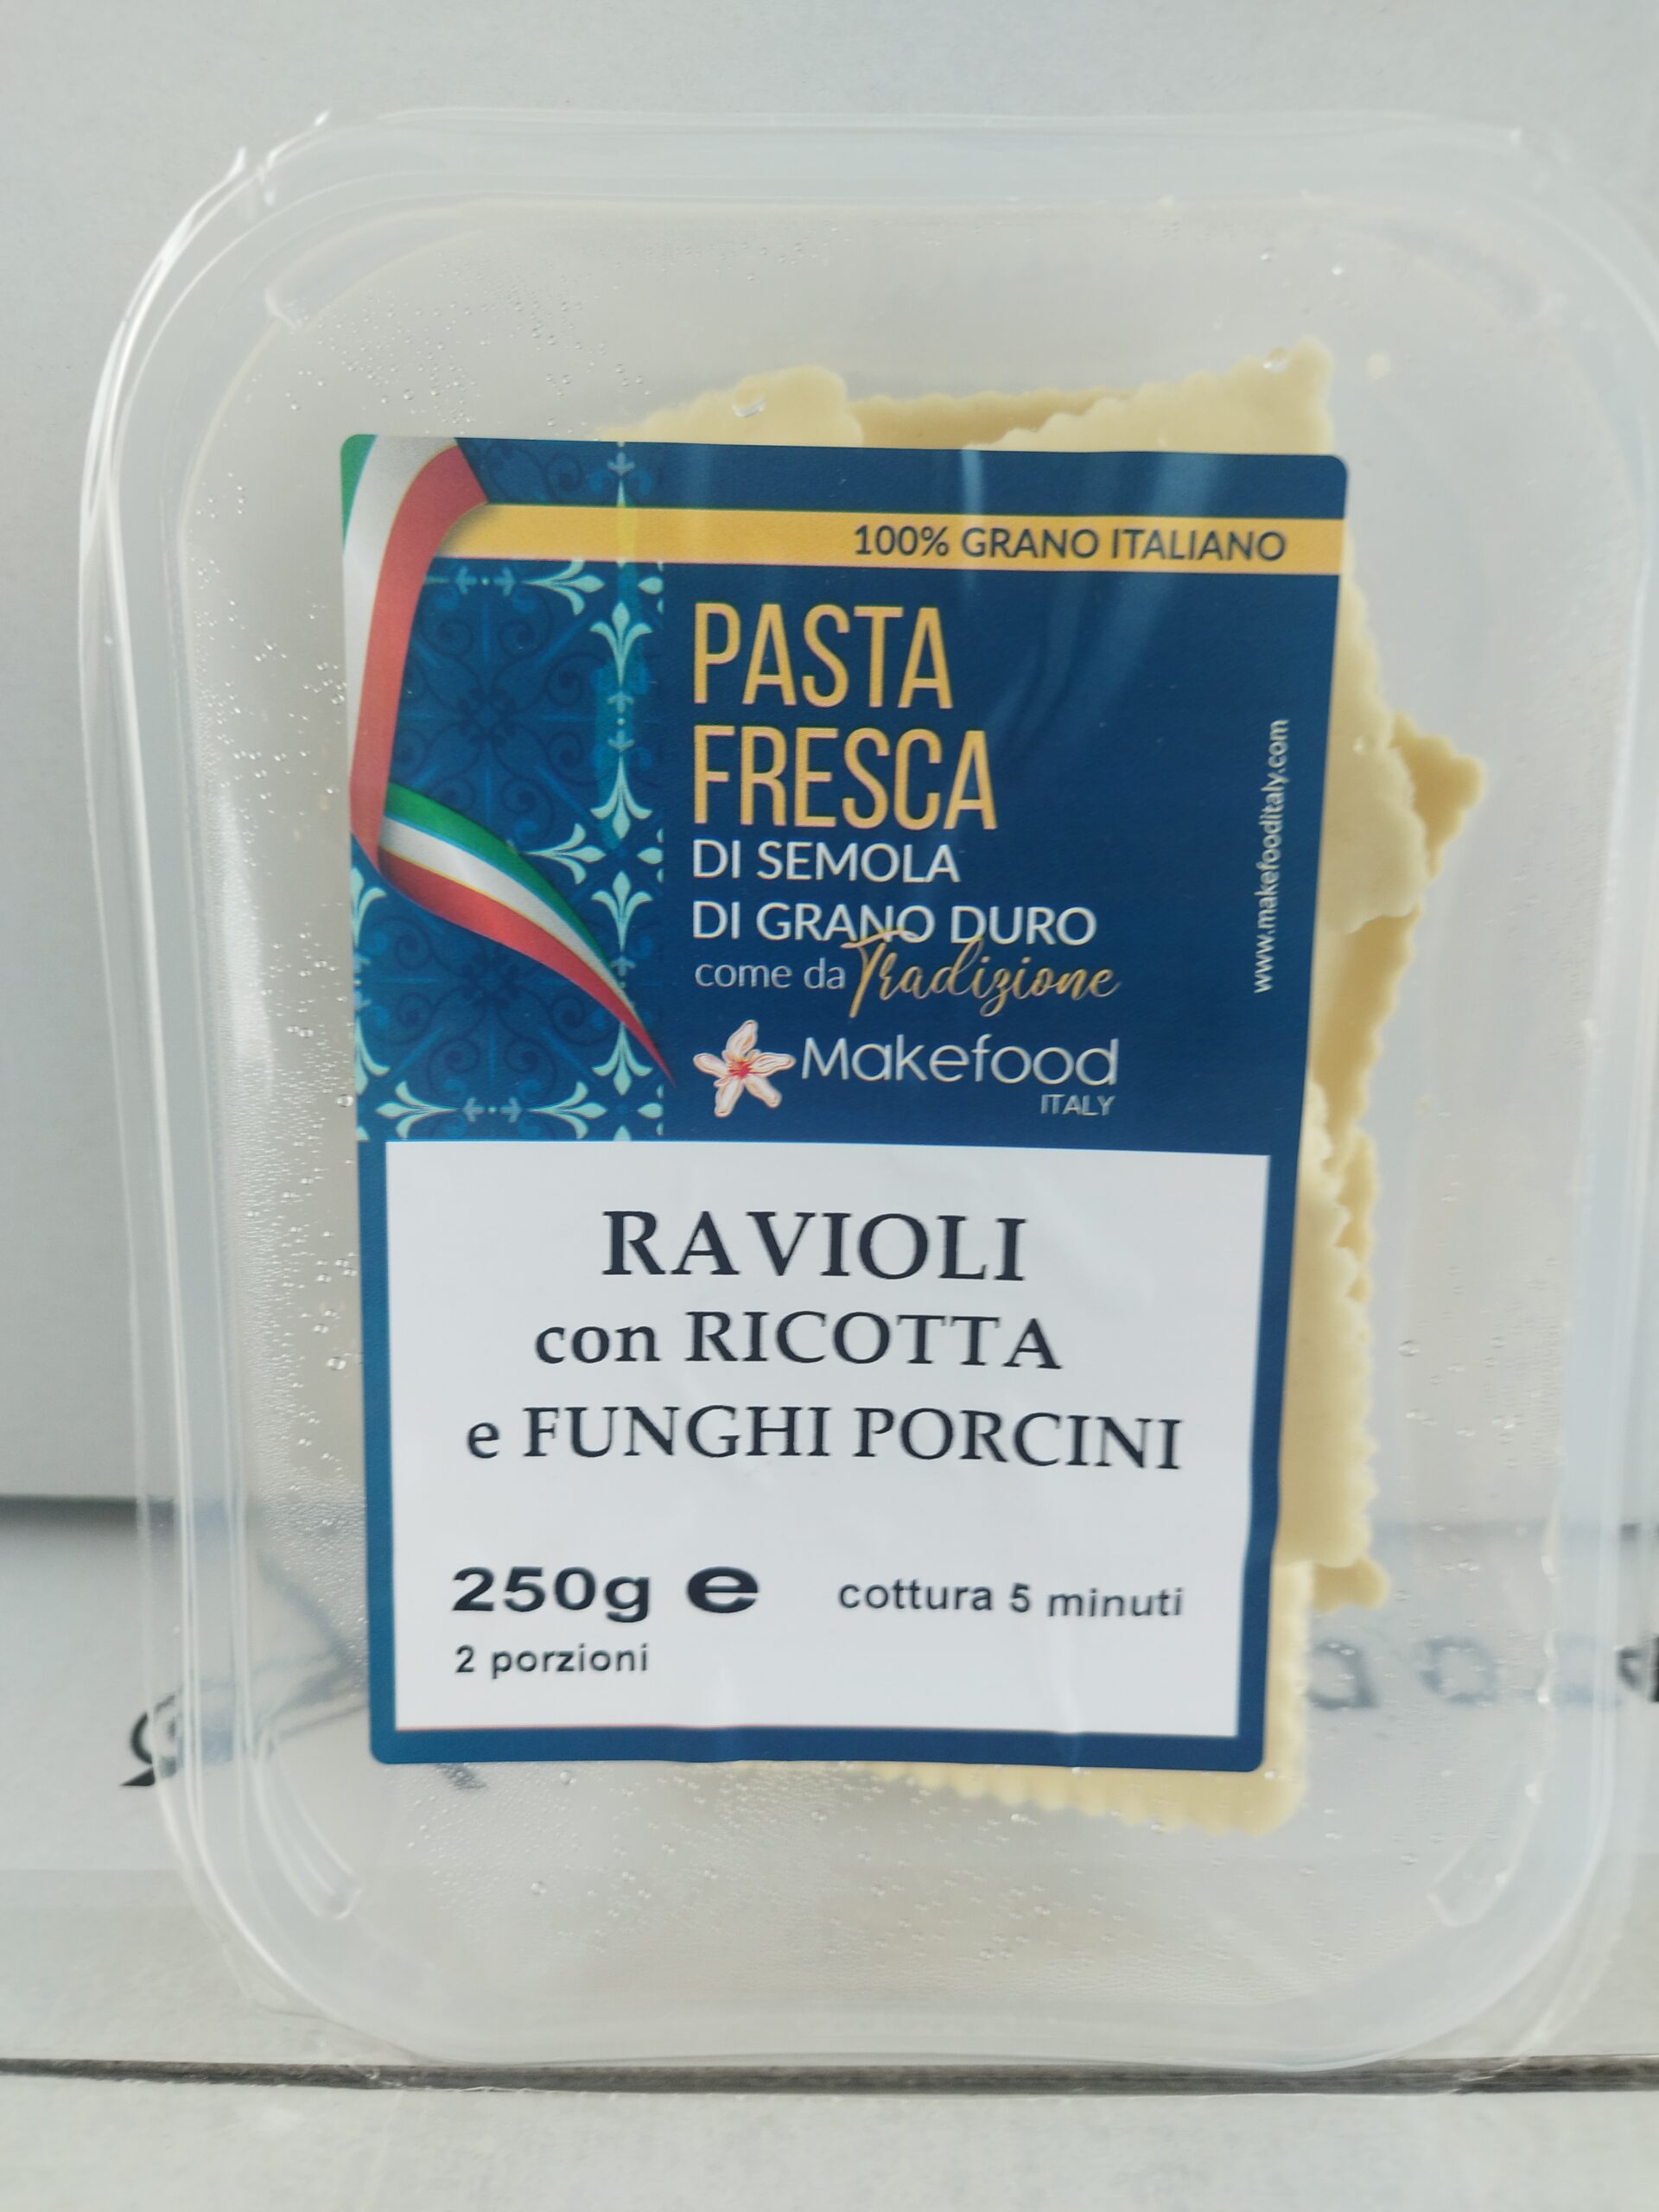 100% GRANO ITALIANO
PASTA
FRESCA
DI SEMOLA
DI GRANO DURO
come da Tradizione
Makefood
ITALY
www.makefooditaly.com
RAVIOLI
con RICOTTA
e FUNGHI PORCINI
250g e cottura 5 minuti
2 porzioni